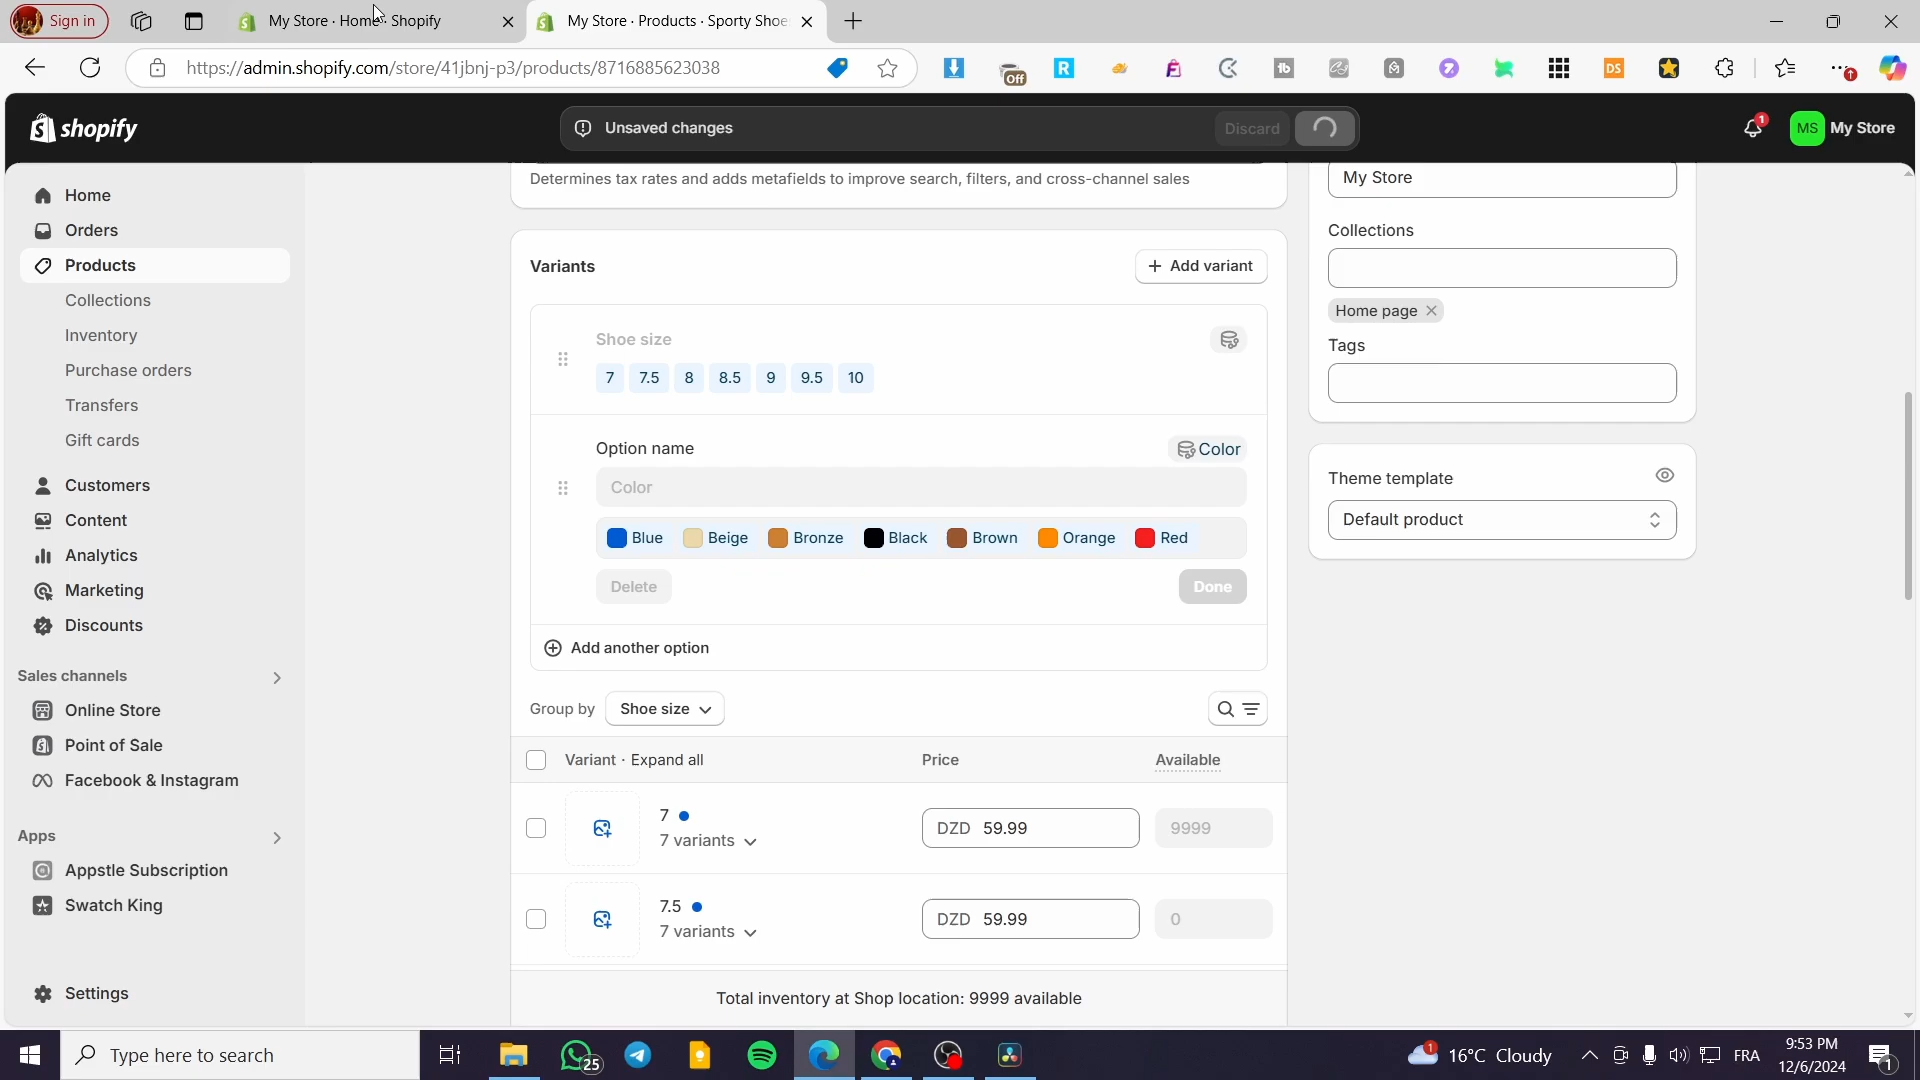 Sign in
My Store · Home · Shopify
My Store · Products · Sporty Shoe
https://admin.shopify.com/store/41jbnj-p3/products/8716885623038
Off
DS
shopify
Unsaved changes
Discard
1
MS
My Store
Home
Orders
Products
Collections
Inventory
Purchase orders
Transfers
Gift cards
Customers
Content
Analytics
Marketing
Discounts
Sales channels
Online Store
Point of Sale
Facebook & Instagram
Apps
Appstle Subscription
Swatch King
Settings
Determines tax rates and adds metafields to improve search, filters, and cross-channel sales
Variants
Add variant
Shoe size
7 7.5 8 8.5 9 9.5 10
Option name
Color
Color
Blue Beige Bronze Black Brown Orange Red
Delete
Done
Add another option
Group by
Shoe size
Variant · Expand all
Price
Available
7
7 variants
DZD 59.99
9999
7.5
7 variants
DZD 59.99
0
Total inventory at Shop location: 9999 available
My Store
Collections
Home page
Tags
Theme template
Default product
Type here to search
25
1
16°C Cloudy
FRA
9:53 PM
12/6/2024
1